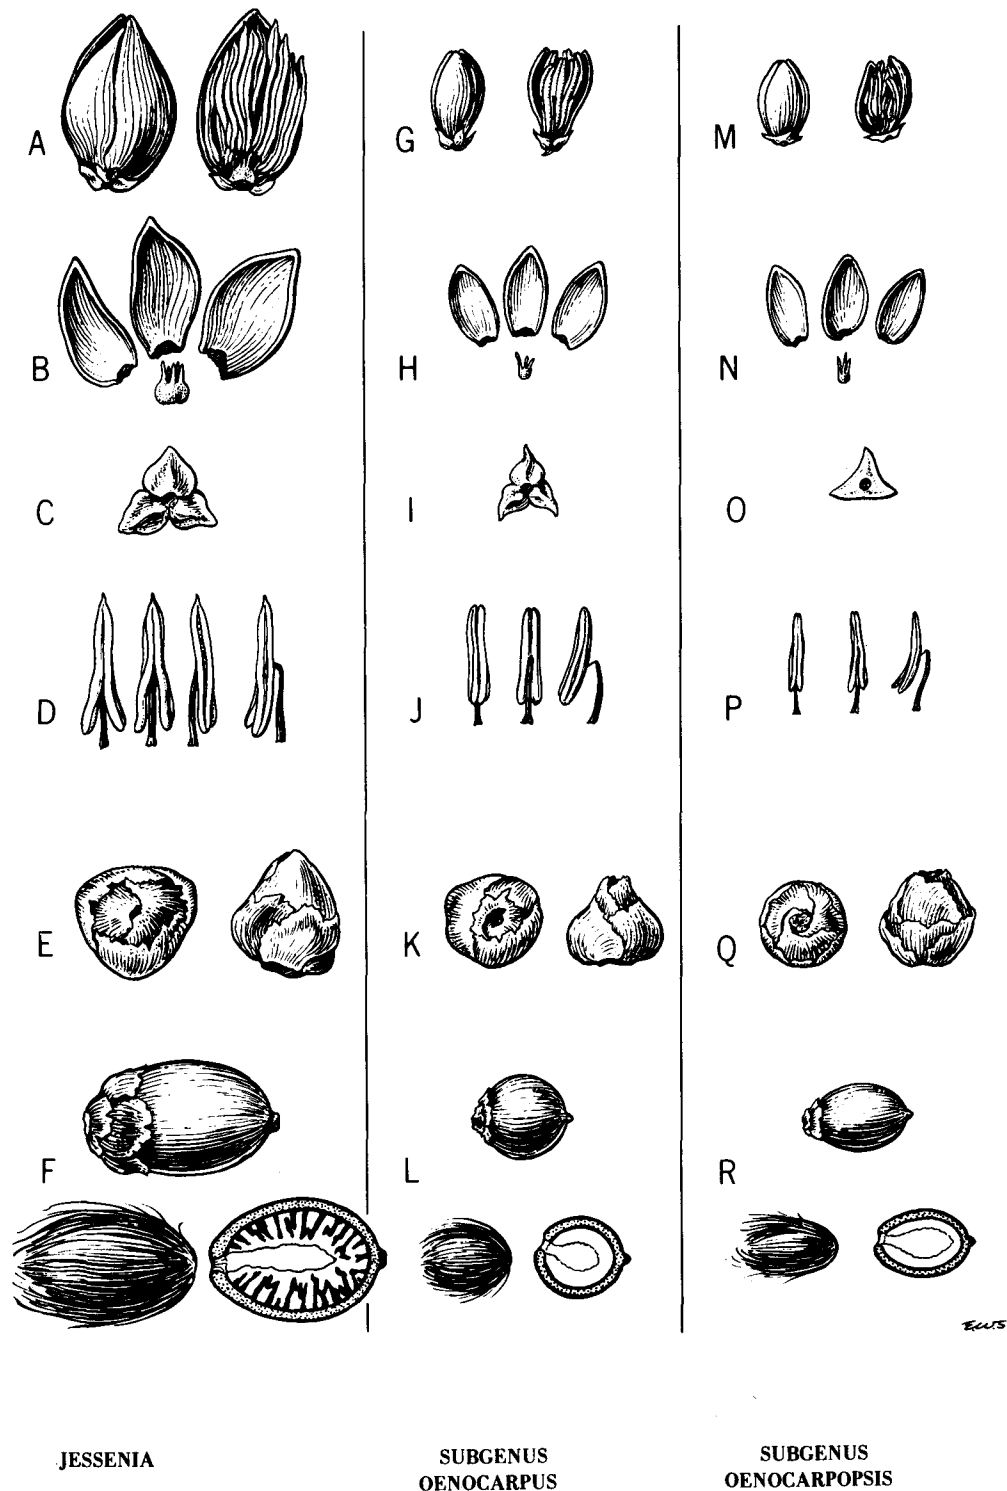 A
G
M
B
H
N
C
I
O
D
J
P
E
K
Q
F
L
R
E.W.S
JESSENIA
SUBGENUS
OENOCARPUS
SUBGENUS
OENOCARPOPSIS